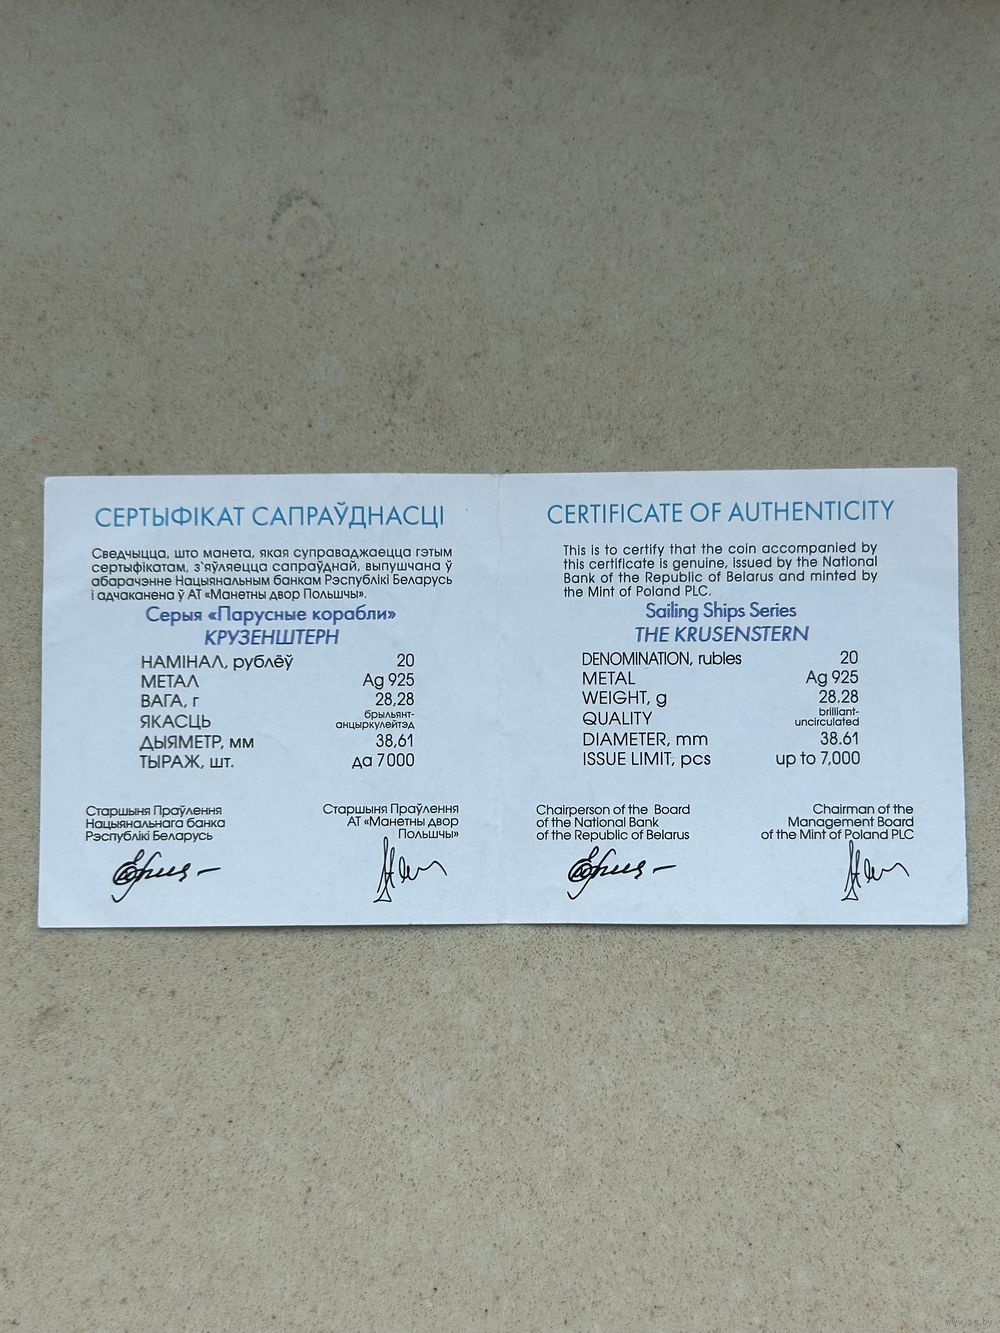 СЕРТЫФІКАТ САПРАЎДНАСЦІ
Сведчыцца, што манета, якая суправаджаецца гэтым
сертыфікатам, з`яўляецца сапраўднай, выпушчана ў
абарачэнне Нацыянальным банкам Рэспублікі Беларусь
і адчаканена ў АТ «Манетны двор Польшчы».
Серыя «Парусные корабли»
КРУЗЕНШТЕРН
НАМІНАЛ, рублёў 20
МЕТАЛ Ag 925
ВАГА, г 28,28
ЯКАСЦЬ брыльянт-
анцыркулейтэд
ДЫЯМЕТР, мм 38,61
ТЫРАЖ, шт. да 7000
Старшыня Праўлення
Нацыянальнага банка
Рэспублікі Беларусь
Старшыня Праўлення
АТ «Манетны двор
Польшчы»
CERTIFICATE OF AUTHENTICITY
This is to certify that the coin accompanied by
this certificate is genuine, issued by the National
Bank of the Republic of Belarus and minted by
the Mint of Poland PLC.
Sailing Ships Series
THE KRUSENSTERN
DENOMINATION, rubles 20
METAL Ag 925
WEIGHT, g 28.28
QUALITY brilliant-
uncirculated
DIAMETER, mm 38.61
ISSUE LIMIT, pcs up to 7,000
Chairperson of the Board
of the National Bank
of the Republic of Belarus
Chairman of the
Management Board
of the Mint of Poland PLC
www.ay.by